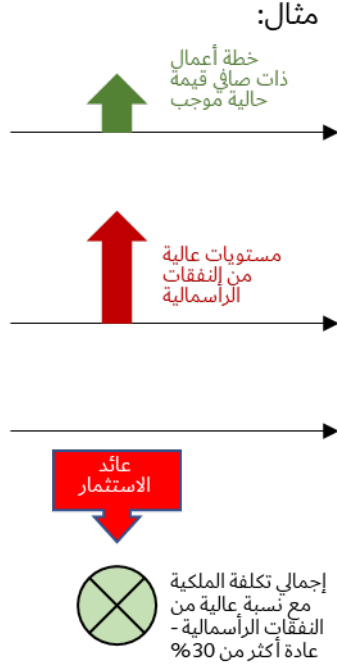 مثال:
خطة أعمال
ذات صافي قيمة
حالية موجب
مستويات عالية
من النفقات
الرأسمالية
عائد
الاستثمار
إجمالي تكلفة الملكية
مع نسبة عالية من
النفقات الرأسمالية -
عادة أكثر من 30%